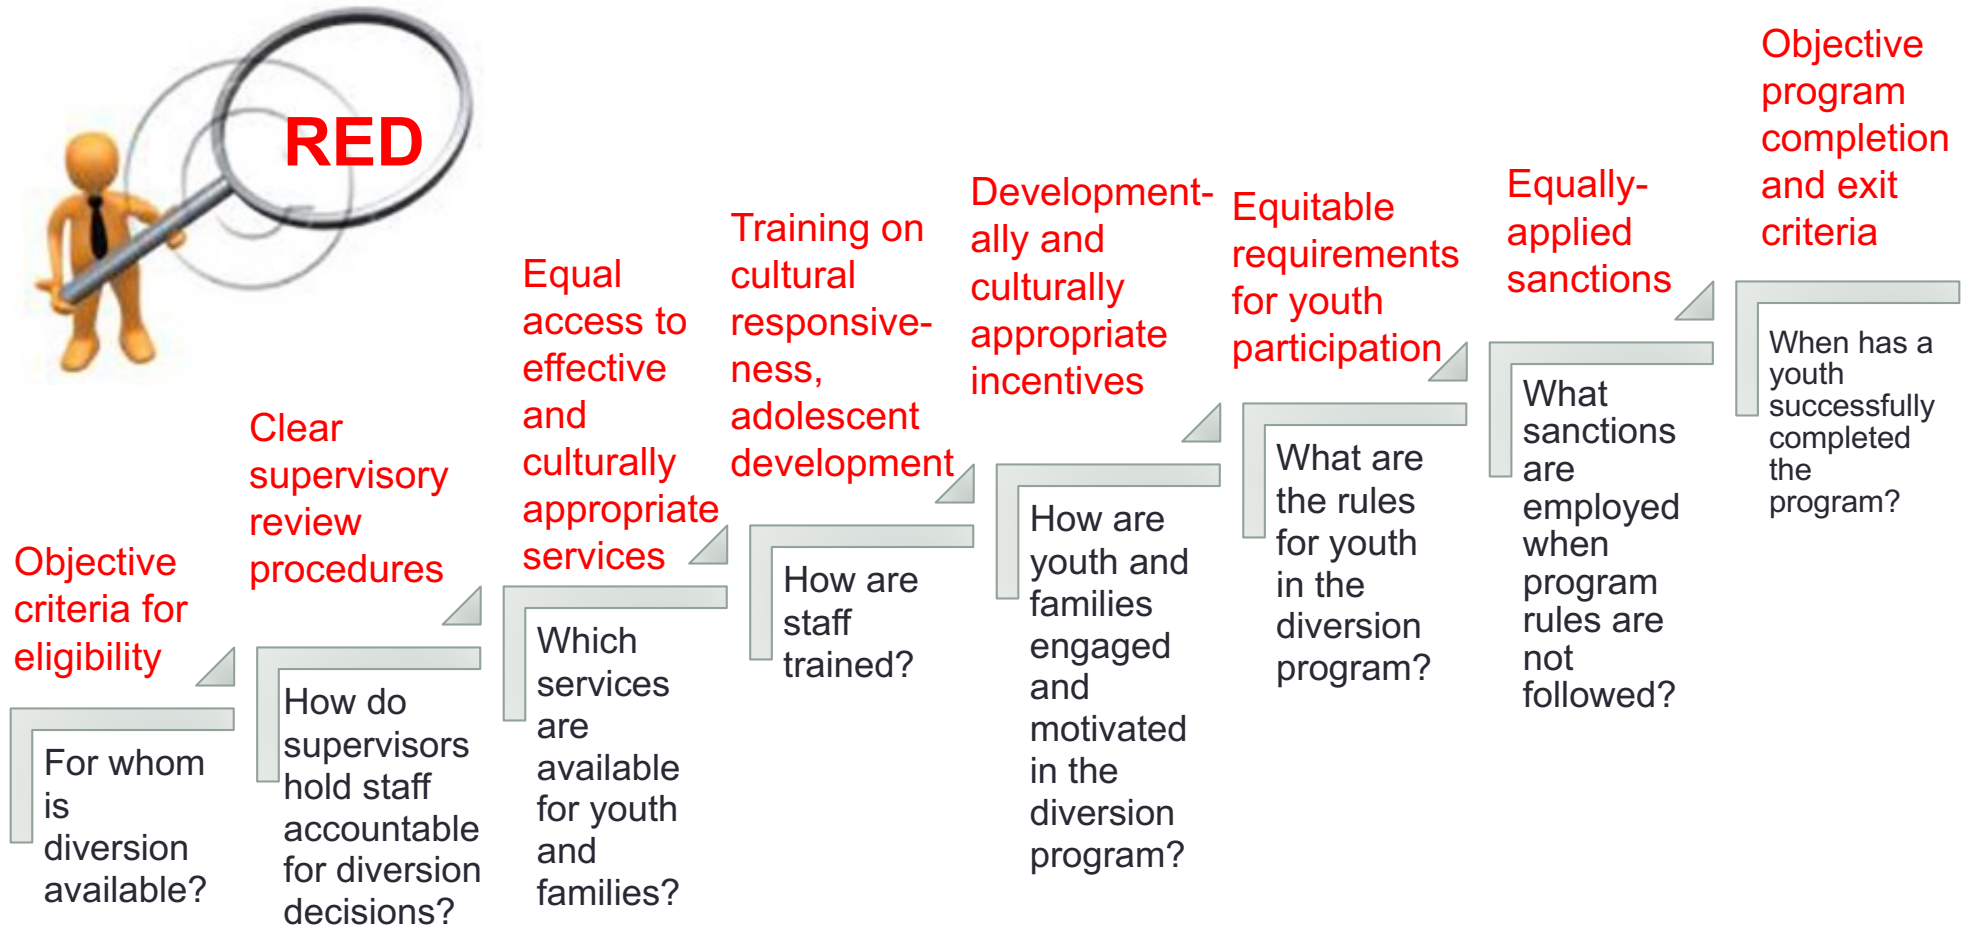 RED
Objective
criteria for
eligibility
For whom
is
diversion
available?
Clear
supervisory
review
procedures
How do
supervisors
hold staff
accountable
for diversion
decisions?
Equal
access to
effective
and
culturally
appropriate
services
Which
services
are
available
for youth
and
families?
Training on
cultural
responsive-
ness,
adolescent
development
How are
staff
trained?
Development-
ally and
culturally
appropriate
incentives
How are
youth and
families
engaged
and
motivated
in the
diversion
program?
Equitable
requirements
for youth
participation
What are
the rules
for youth
in the
diversion
program?
Equally-
applied
sanctions
What
sanctions
are
employed
when
program
rules are
not
followed?
Objective
program
completion
and exit
criteria
When has a
youth
successfully
completed
the
program?